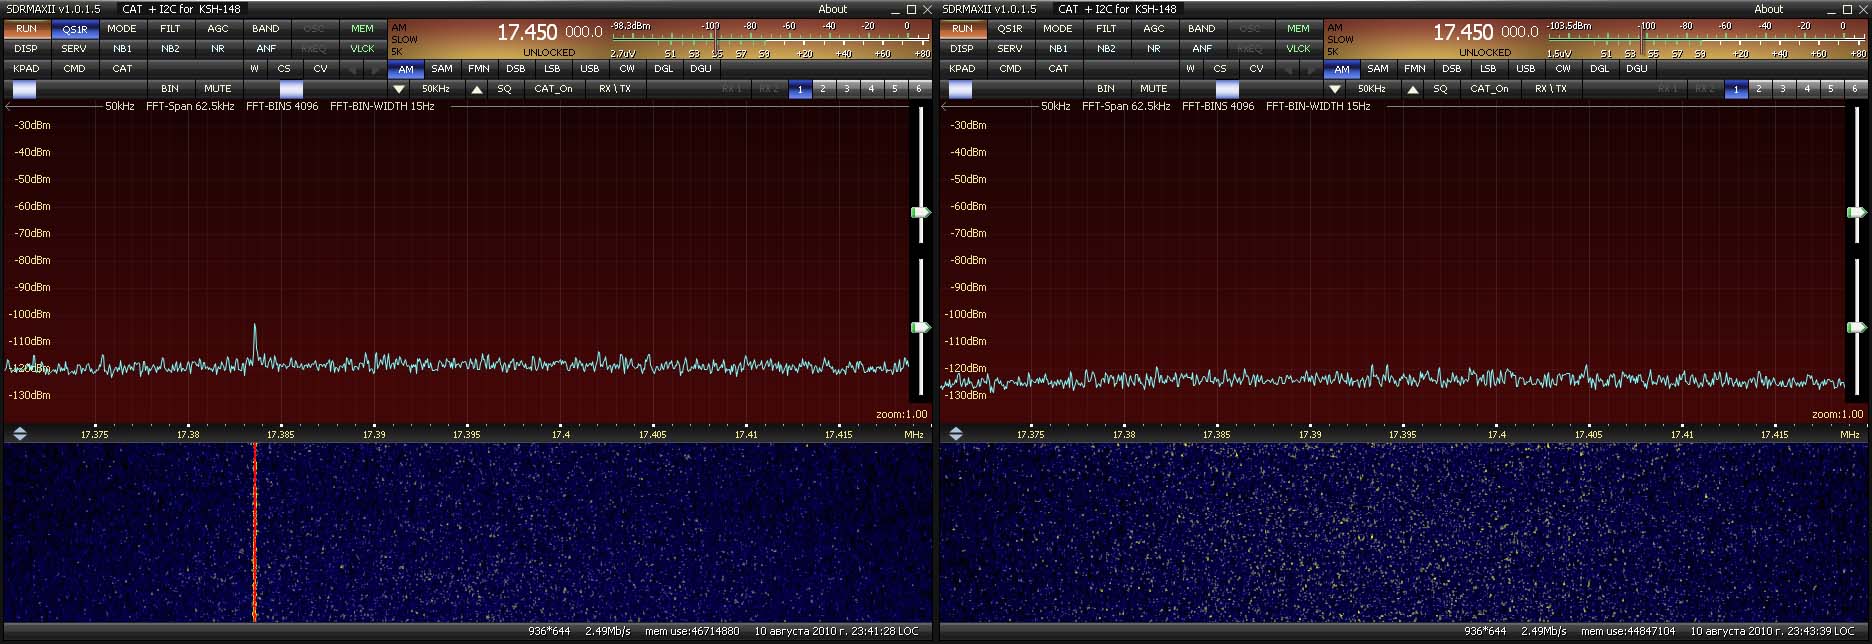 SDRMAXII v1.0.1.5 CAT + I2C for KSH-148 About
RUN QS1R MODE FILT AGC BAND OSC MEM
DISP SERV NB1 NB2 NR ANF RXEQ VLCK
KPAD CMD CAT W CS CV
AM
SLOW
5K
17.450 000.0
UNLOCKED
-98.3dBm -100 -80 -60 -40 -20 0
2.70uV S1 S3 S5 S7 S9 +20 +40 +60 +80
AM SAM FMN DSB LSB USB CW DGL DGU
BIN MUTE 50KHz SQ CAT_On RX \ TX RX 1 RX 2 1 2 3 4 5 6
50kHz FFT-Span 62.5kHz FFT-BINS 4096 FFT-BIN-WIDTH 15Hz
-30dBm
-40dBm
-50dBm
-60dBm
-70dBm
-80dBm
-90dBm
-100dBm
-110dBm
-120dBm
-130dBm
zoom:1.00
17.375 17.38 17.385 17.39 17.395 17.4 17.405 17.41 17.415 MHz
936*644 2.49Mb/s mem use:46714880 10 августа 2010 г. 23:41:28 LOC
SDRMAXII v1.0.1.5 CAT + I2C for KSH-148 About
RUN QS1R MODE FILT AGC BAND OSC MEM
DISP SERV NB1 NB2 NR ANF RXEQ VLCK
KPAD CMD CAT W CS CV
AM
SLOW
5K
17.450 000.0
UNLOCKED
-103.5dBm -100 -80 -60 -40 -20 0
1.50uV S1 S3 S5 S7 S9 +20 +40 +60 +80
AM SAM FMN DSB LSB USB CW DGL DGU
BIN MUTE 50KHz SQ CAT_On RX \ TX RX 1 RX 2 1 2 3 4 5 6
50kHz FFT-Span 62.5kHz FFT-BINS 4096 FFT-BIN-WIDTH 15Hz
-30dBm
-40dBm
-50dBm
-60dBm
-70dBm
-80dBm
-90dBm
-100dBm
-110dBm
-120dBm
-130dBm
zoom:1.00
17.375 17.38 17.385 17.39 17.395 17.4 17.405 17.41 17.415 MHz
936*644 2.49Mb/s mem use:44847104 10 августа 2010 г. 23:43:39 LOC